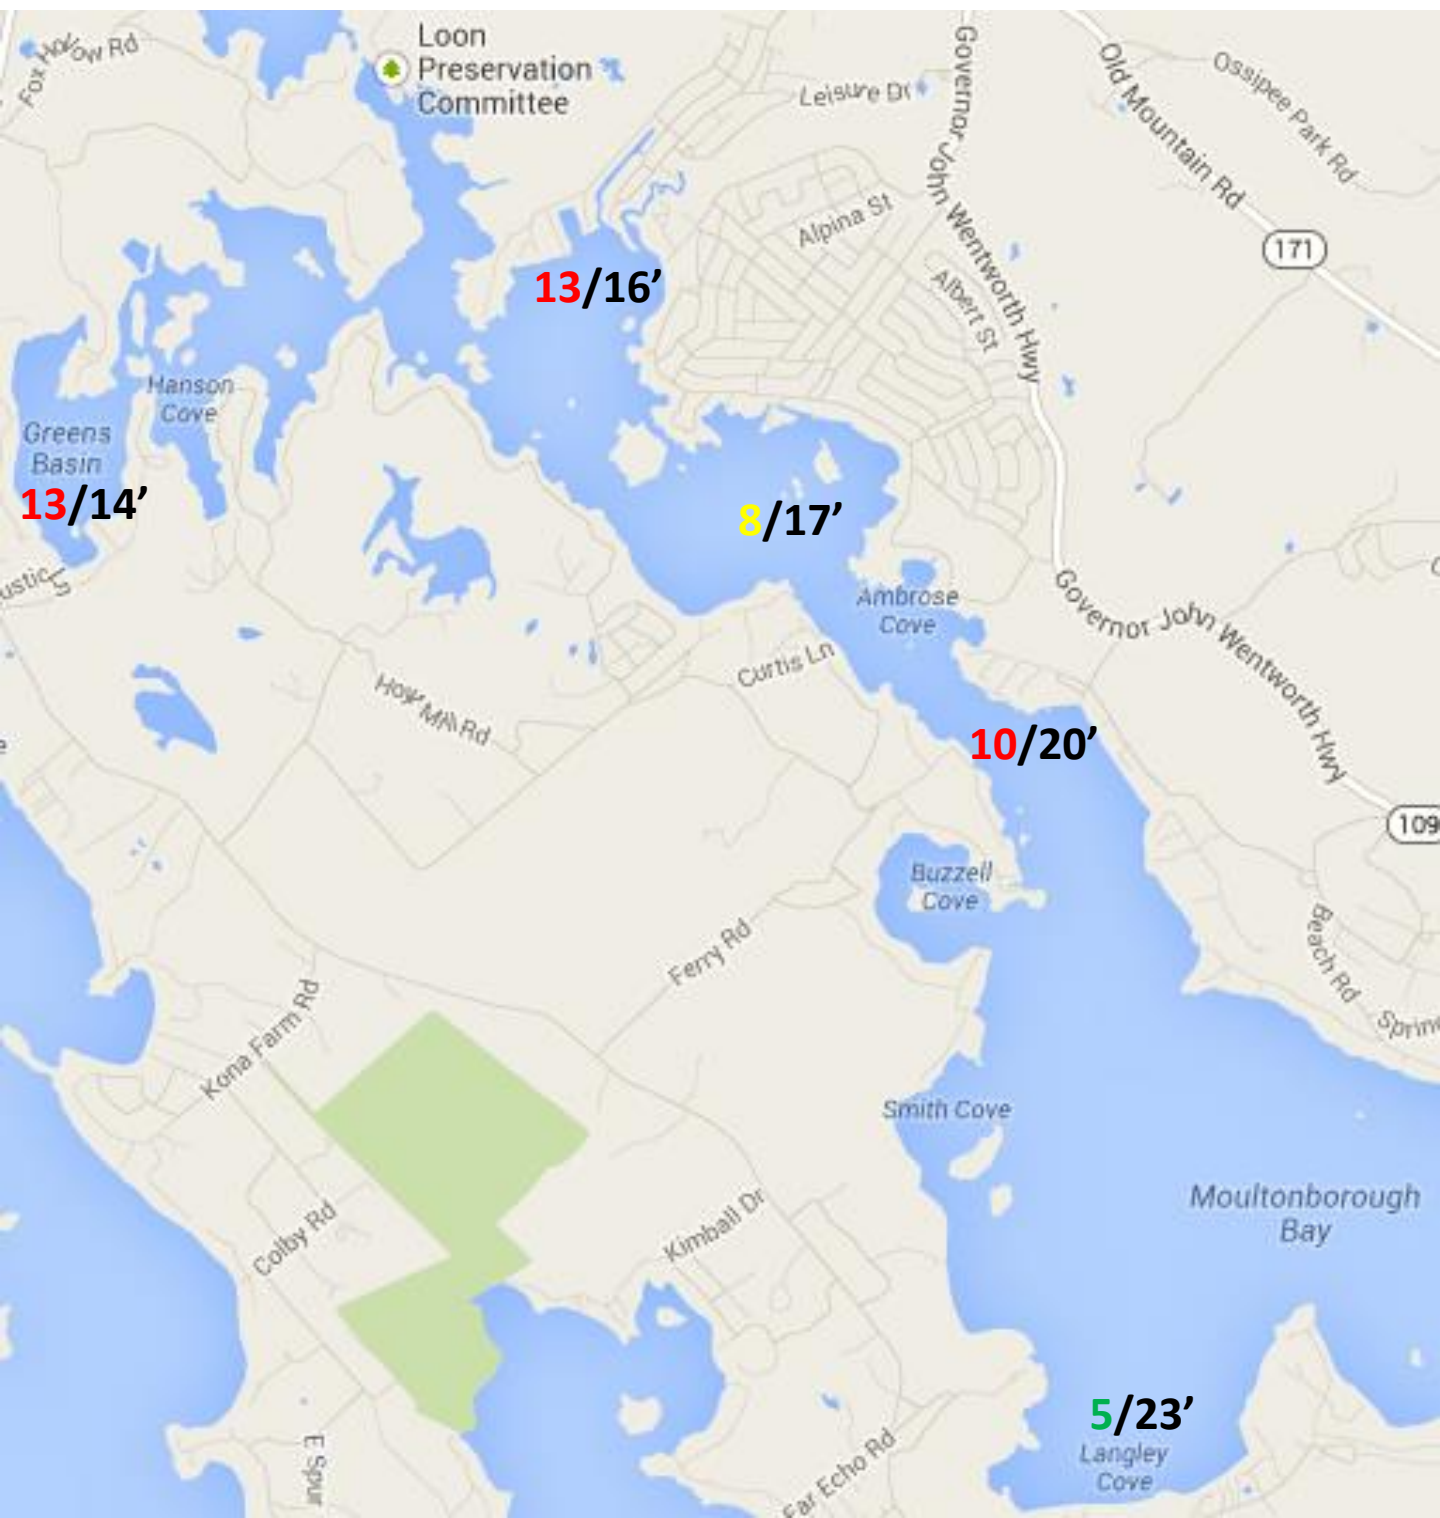 Loon
Preservation
Committee
Fox Hollow Rd
Leisure Dr
Governor John Wentworth Hwy
Old Mountain Rd
Ossipee Park Rd
171
Alpina St
Albert St
13/16’
Hanson
Cove
Greens
Basin
13/14’
8/17’
Ambrose
Cove
Governor John Wentworth Hwy
Curtis Ln
10/20’
109
Buzzell
Cove
Ferry Rd
Beach Rd
Kona Farm Rd
Smith Cove
Moultonborough
Bay
Kimball Dr
Colby Rd
5/23’
Langley
Cove
Far Echo Rd
E Spur